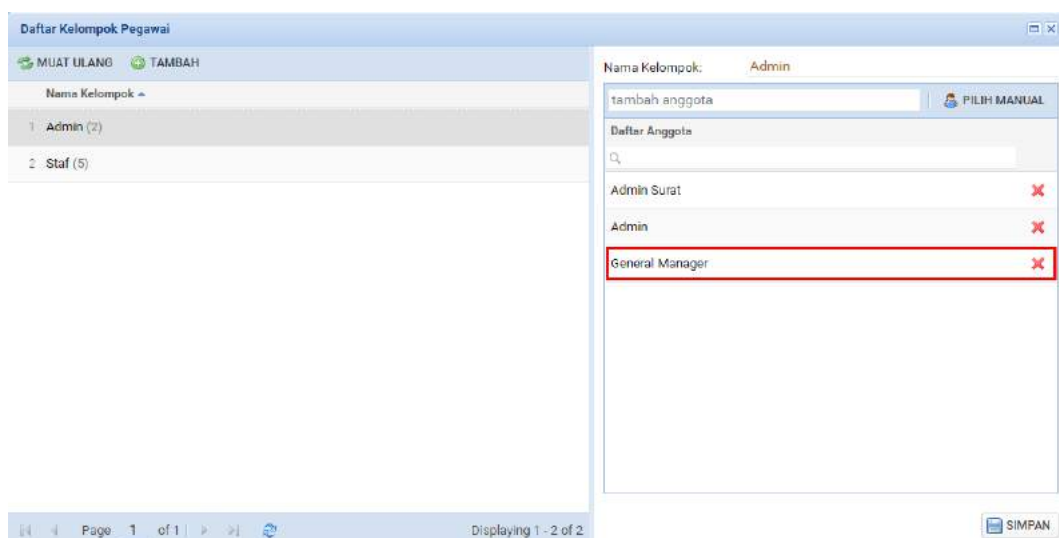 Daftar Kelompok Pegawai
MUAT ULANG TAMBAH
Nama Kelompok
1 Admin (2)
2 Staf (5)
Page 1 of 1 Displaying 1 - 2 of 2
Nama Kelompok: Admin
tambah anggota PILIH MANUAL
Daftar Anggota
Admin Surat
Admin
General Manager
SIMPAN